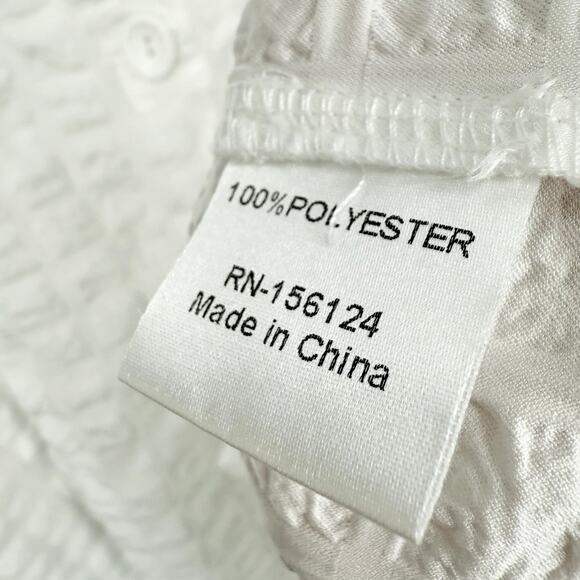 100%POLYESTER
RN-156124
Made in China